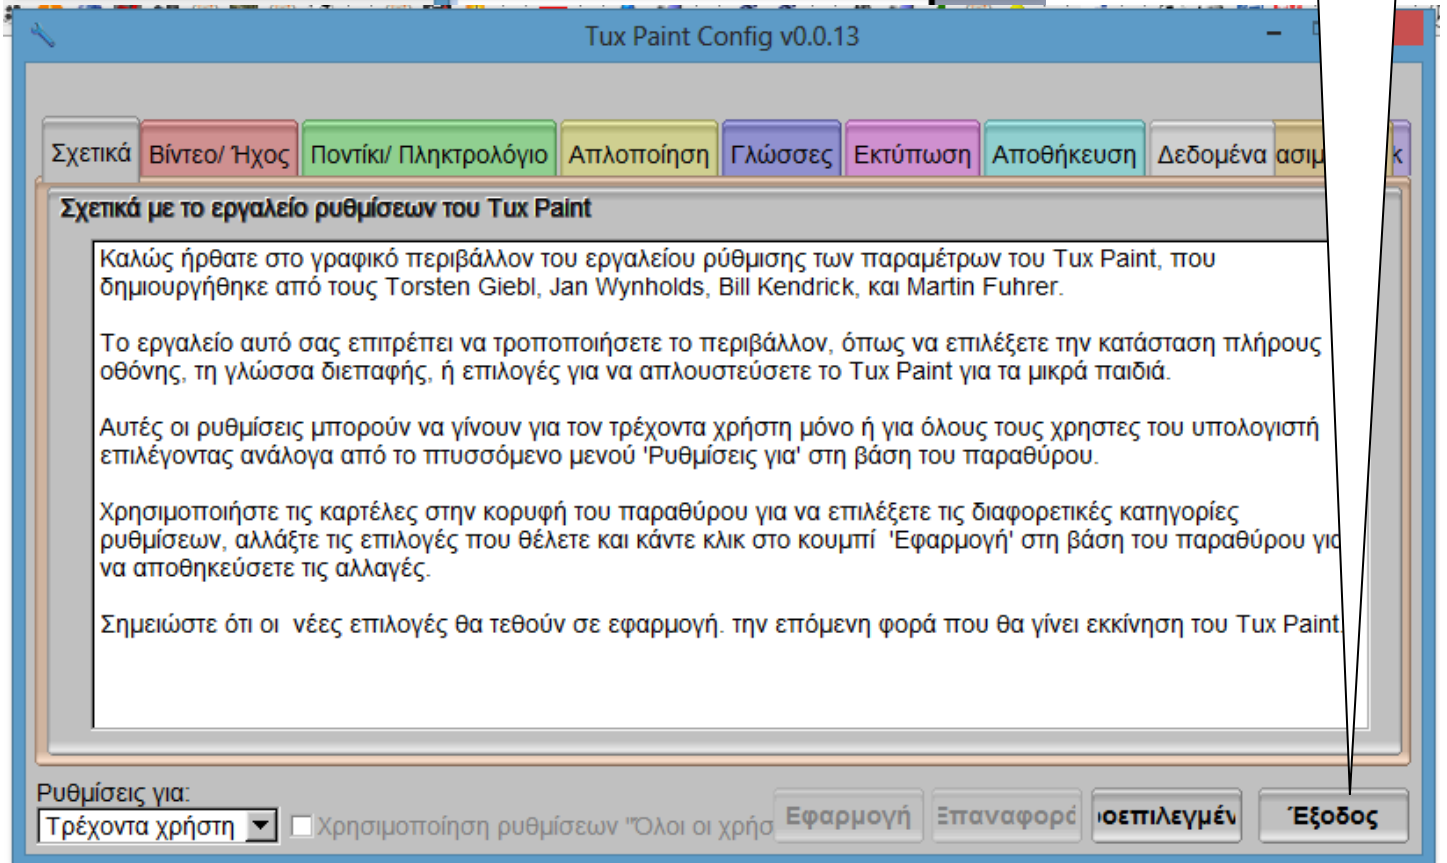 Tux Paint Config v0.0.13
Σχετικά Βίντεο/ Ήχος Ποντίκι/ Πληκτρολόγιο Απλοποίηση Γλώσσες Εκτύπωση Αποθήκευση Δεδομένα
Σχετικά με το εργαλείο ρυθμίσεων του Tux Paint
Καλώς ήρθατε στο γραφικό περιβάλλον του εργαλείου ρύθμισης των παραμέτρων του Tux Paint, που
δημιουργήθηκε από τους Torsten Giebl, Jan Wynholds, Bill Kendrick, και Martin Fuhrer.
Το εργαλείο αυτό σας επιτρέπει να τροποποιήσετε το περιβάλλον, όπως να επιλέξετε την κατάσταση πλήρους
οθόνης, τη γλώσσα διεπαφής, ή επιλογές για να απλουστεύσετε το Tux Paint για τα μικρά παιδιά.
Αυτές οι ρυθμίσεις μπορούν να γίνουν για τον τρέχοντα χρήστη μόνο ή για όλους τους χρηστες του υπολογιστή
επιλέγοντας ανάλογα από το πτυσσόμενο μενού 'Ρυθμίσεις για' στη βάση του παραθύρου.
Χρησιμοποιήστε τις καρτέλες στην κορυφή του παραθύρου για να επιλέξετε τις διαφορετικές κατηγορίες
ρυθμίσεων, αλλάξτε τις επιλογές που θέλετε και κάντε κλικ στο κουμπί 'Εφαρμογή' στη βάση του παραθύρου για
να αποθηκεύσετε τις αλλαγές.
Σημειώστε ότι οι νέες επιλογές θα τεθούν σε εφαρμογή. την επόμενη φορά που θα γίνει εκκίνηση του Tux Paint.
Ρυθμίσεις για:
Τρέχοντα χρήστη Χρησιμοποίηση ρυθμίσεων "Όλοι οι χρήσ Εφαρμογή Επαναφορά οεπιλεγμέν Έξοδος